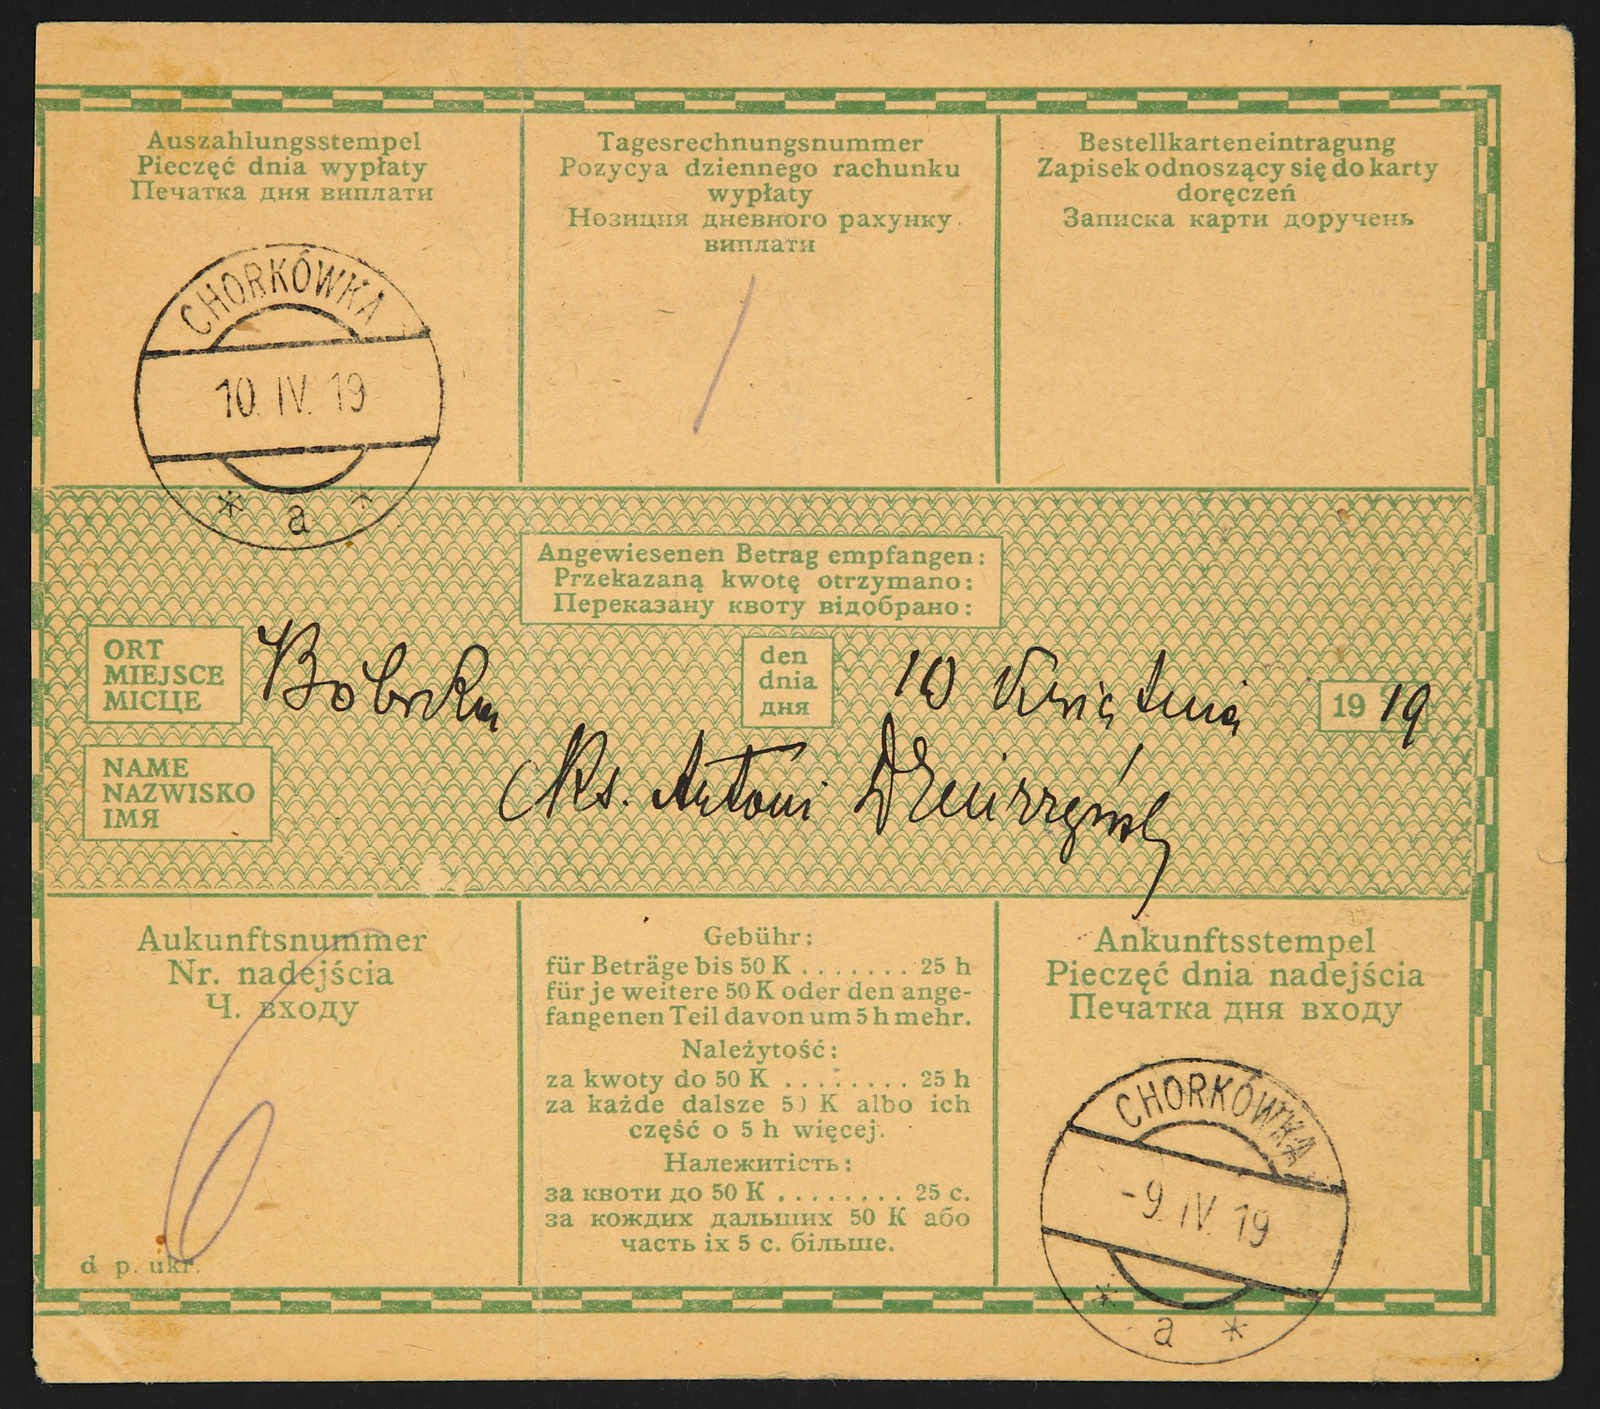 Auszahlungsstempel
Pieczęć dnia wypłaty
Печатка дня виплати
Tagesrechnungsnummer
Pozycya dziennego rachunku
wypłaty
Нозиция дневного рахунку
виплати
Bestellkarteneintragung
Zapisek odnoszący się do karty
doręczeń
Записка карти доручень
CHORKÓWKA
10. IV. 19
* a *
Angewiesenen Betrag empfangen:
Przekazaną kwotę otrzymano:
Переказану квоту відобрано:
ORT
MIEJSCE
МІСЦЕ
Bóbrka
den
dnia
дня
10 Kwietnia
19 19
NAME
NAZWISKO
ІМЯ
Ks. Antoni
Aukunftsnummer
Nr. nadejścia
Ч. входу
6
d p. ukr.
Gebühr:
für Beträge bis 50 K . . . . . . . 25 h
für je weitere 50 K oder den ange-
fangenen Teil davon um 5 h mehr.
Należytość:
za kwoty do 50 K . . . . . . . . 25 h
za każde dalsze 50 K albo ich
część o 5 h więcej.
Належитість:
за квоти до 50 К . . . . . . . . 25 с.
за кождих дальших 50 К або
часть іх 5 с. більше.
Ankunftsstempel
Pieczęć dnia nadejścia
Печатка дня входу
CHORKÓWKA
-9. IV. 19
* a *